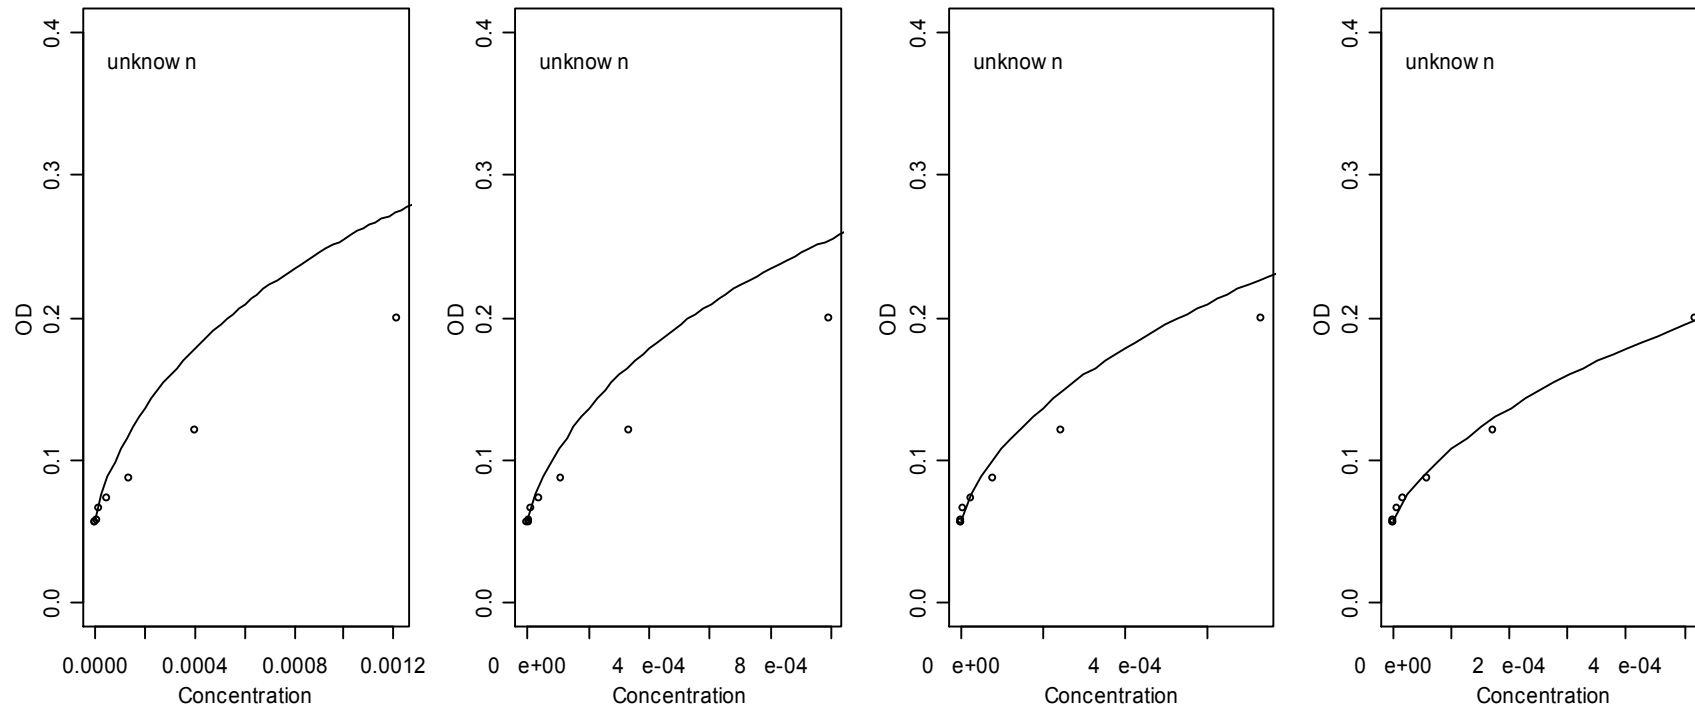 unknow n
OD
0.0 0.1 0.2 0.3 0.4
0.0000 0.0004 0.0008 0.0012
Concentration
unknow n
OD
0.0 0.1 0.2 0.3 0.4
0 e+00 4 e-04 8 e-04
Concentration
unknow n
OD
0.0 0.1 0.2 0.3 0.4
0 e+00 4 e-04
Concentration
unknow n
OD
0.0 0.1 0.2 0.3 0.4
0 e+00 2 e-04 4 e-04
Concentration